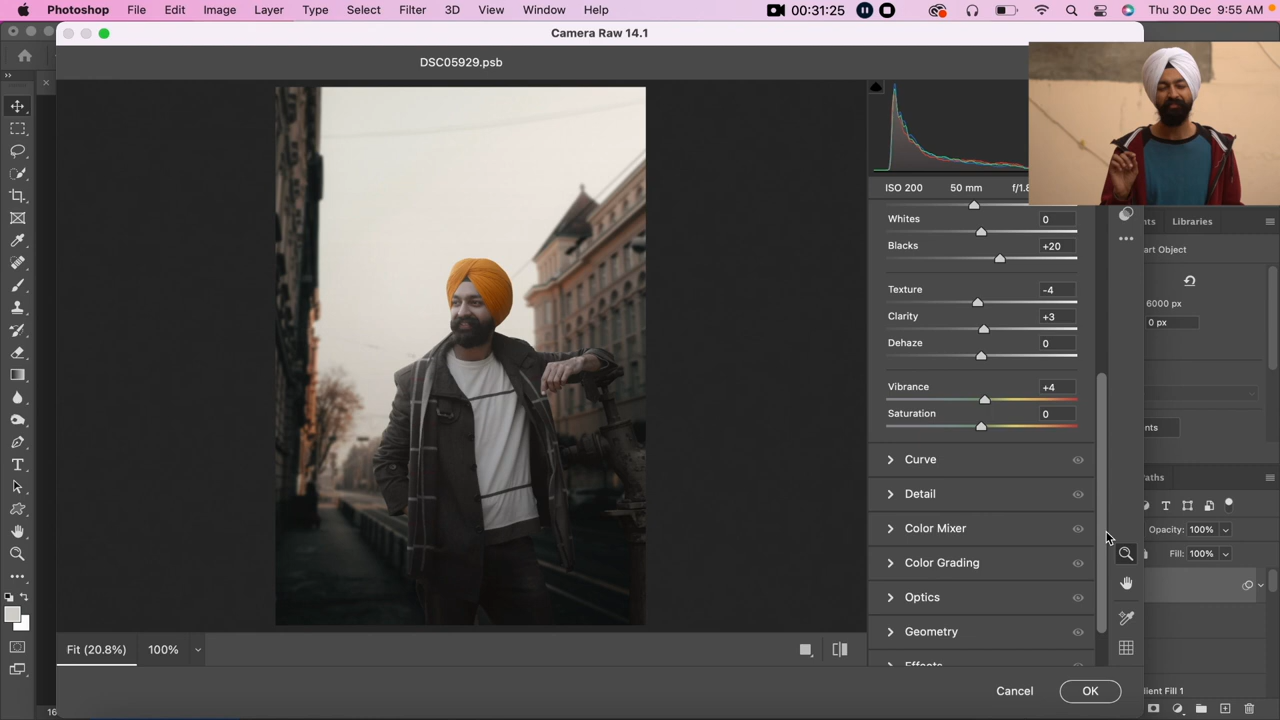 Photoshop File Edit Image Layer Type Select Filter 3D View Window Help 00:31:25 Thu 30 Dec 9:55 AM
Camera Raw 14.1
DSC05929.psb
ISO 200 50 mm f/1.8
Whites 0
Blacks +20
Texture -4
Clarity +3
Dehaze 0
Vibrance +4
Saturation 0
Curve
Detail
Color Mixer
Color Grading
Optics
Geometry
Effects
Fit (20.8%) 100%
Cancel OK
nts Libraries
art Object
6000 px
0 px
nts
aths
Opacity: 100%
Fill: 100%
dient Fill 1
16